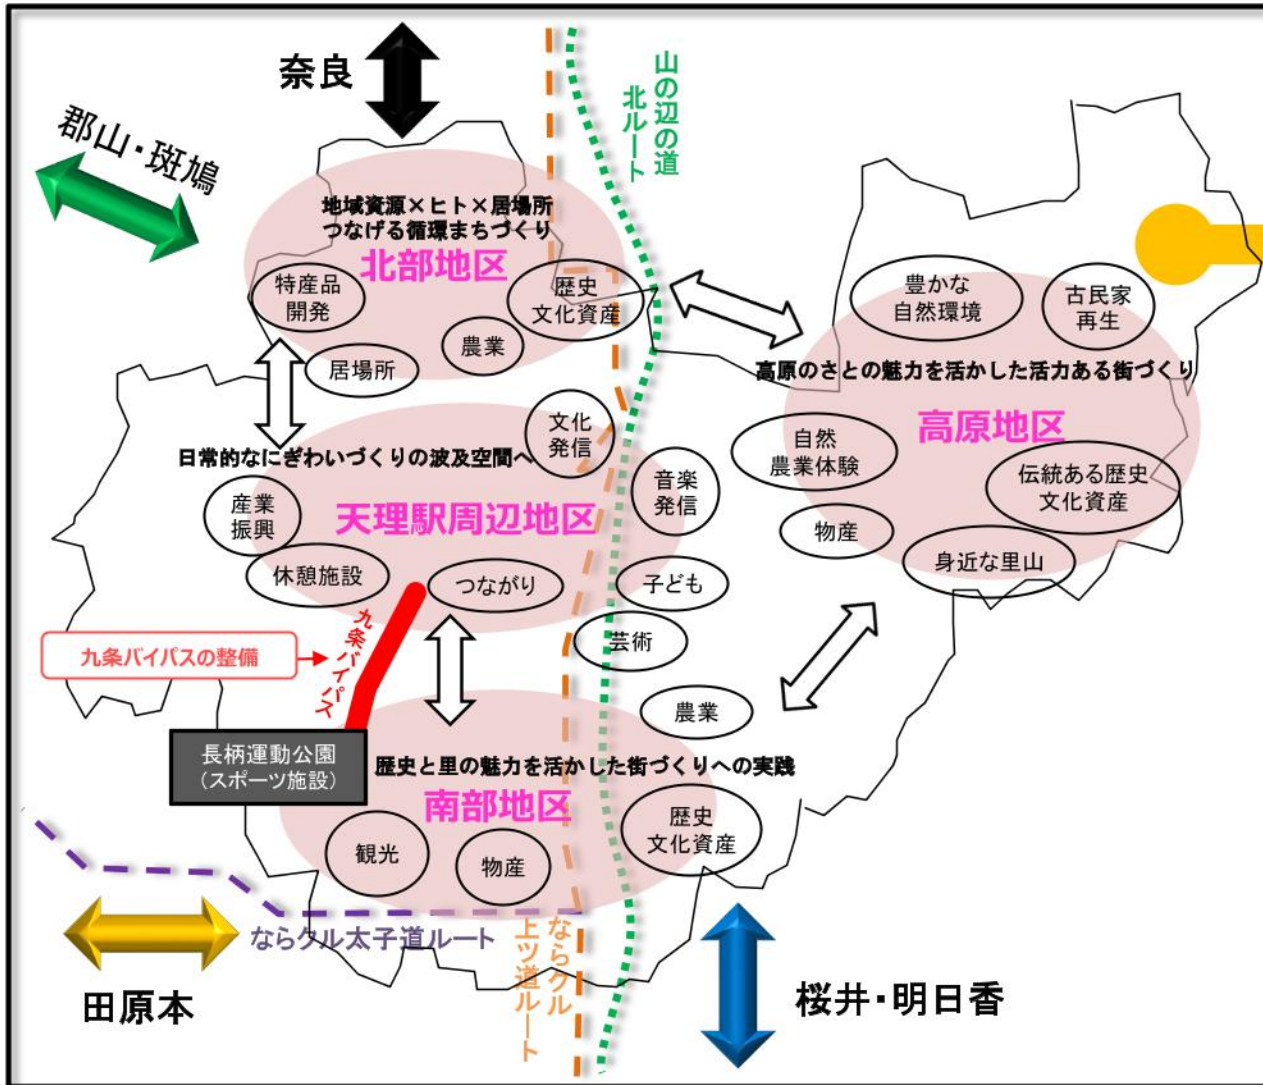 奈良
郡山・斑鳩
山の辺の道
北ルート
地域資源×ヒト×居場所
つなげる循環まちづくり
北部地区
特産品
開発
歴史
文化資産
農業
居場所
豊かな
自然環境
古民家
再生
高原のさとの魅力を活かした活力ある街づくり
高原地区
自然
農業体験
伝統ある歴史
文化資産
物産
身近な里山
文化
発信
日常的なにぎわいづくりの波及空間へ
音楽
発信
産業
振興
天理駅周辺地区
休憩施設
つながり
子ども
芸術
九条バイパスの整備
九条バイパス
農業
長柄運動公園
（スポーツ施設）
歴史と里の魅力を活かした街づくりへの実践
南部地区
歴史
文化資産
観光
物産
ならクル太子道ルート
ならクル
上ツ道ルート
田原本
桜井・明日香